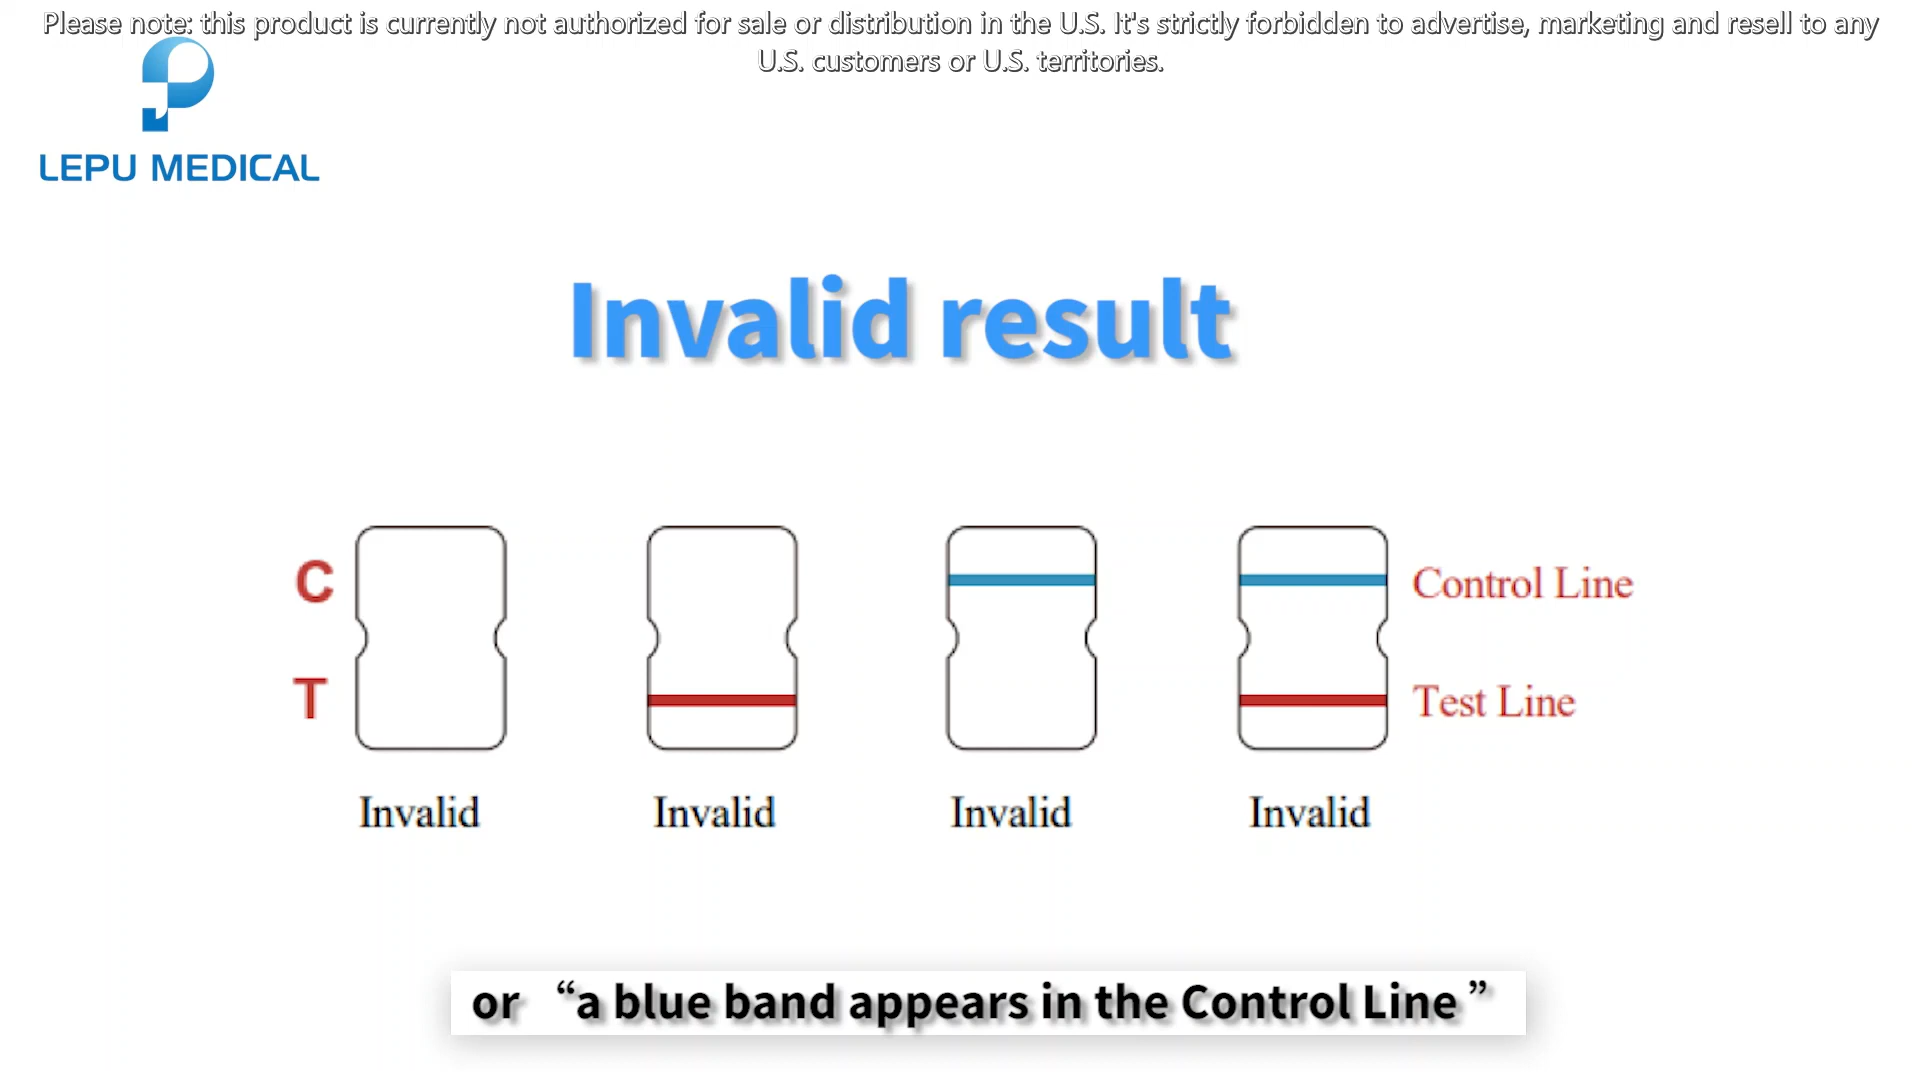 Please note: this product is currently not authorized for sale or distribution in the U.S. It's strictly forbidden to advertise, marketing and resell to any
U.S. customers or U.S. territories.
LEPU MEDICAL
Invalid result
C
Control Line
T
Test Line
Invalid Invalid Invalid Invalid
or “a blue band appears in the Control Line”